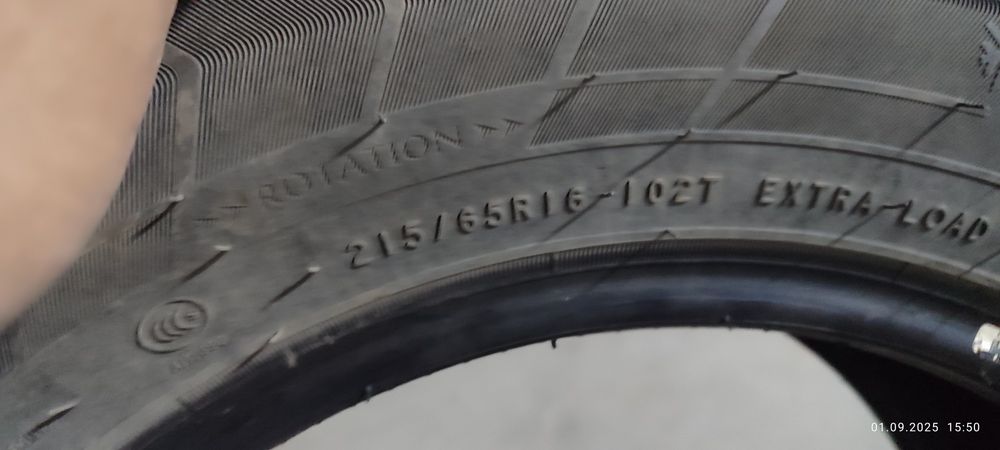 >> ROTATION >>
215/65R16-102T EXTRA LOAD
01.09.2025 15:50